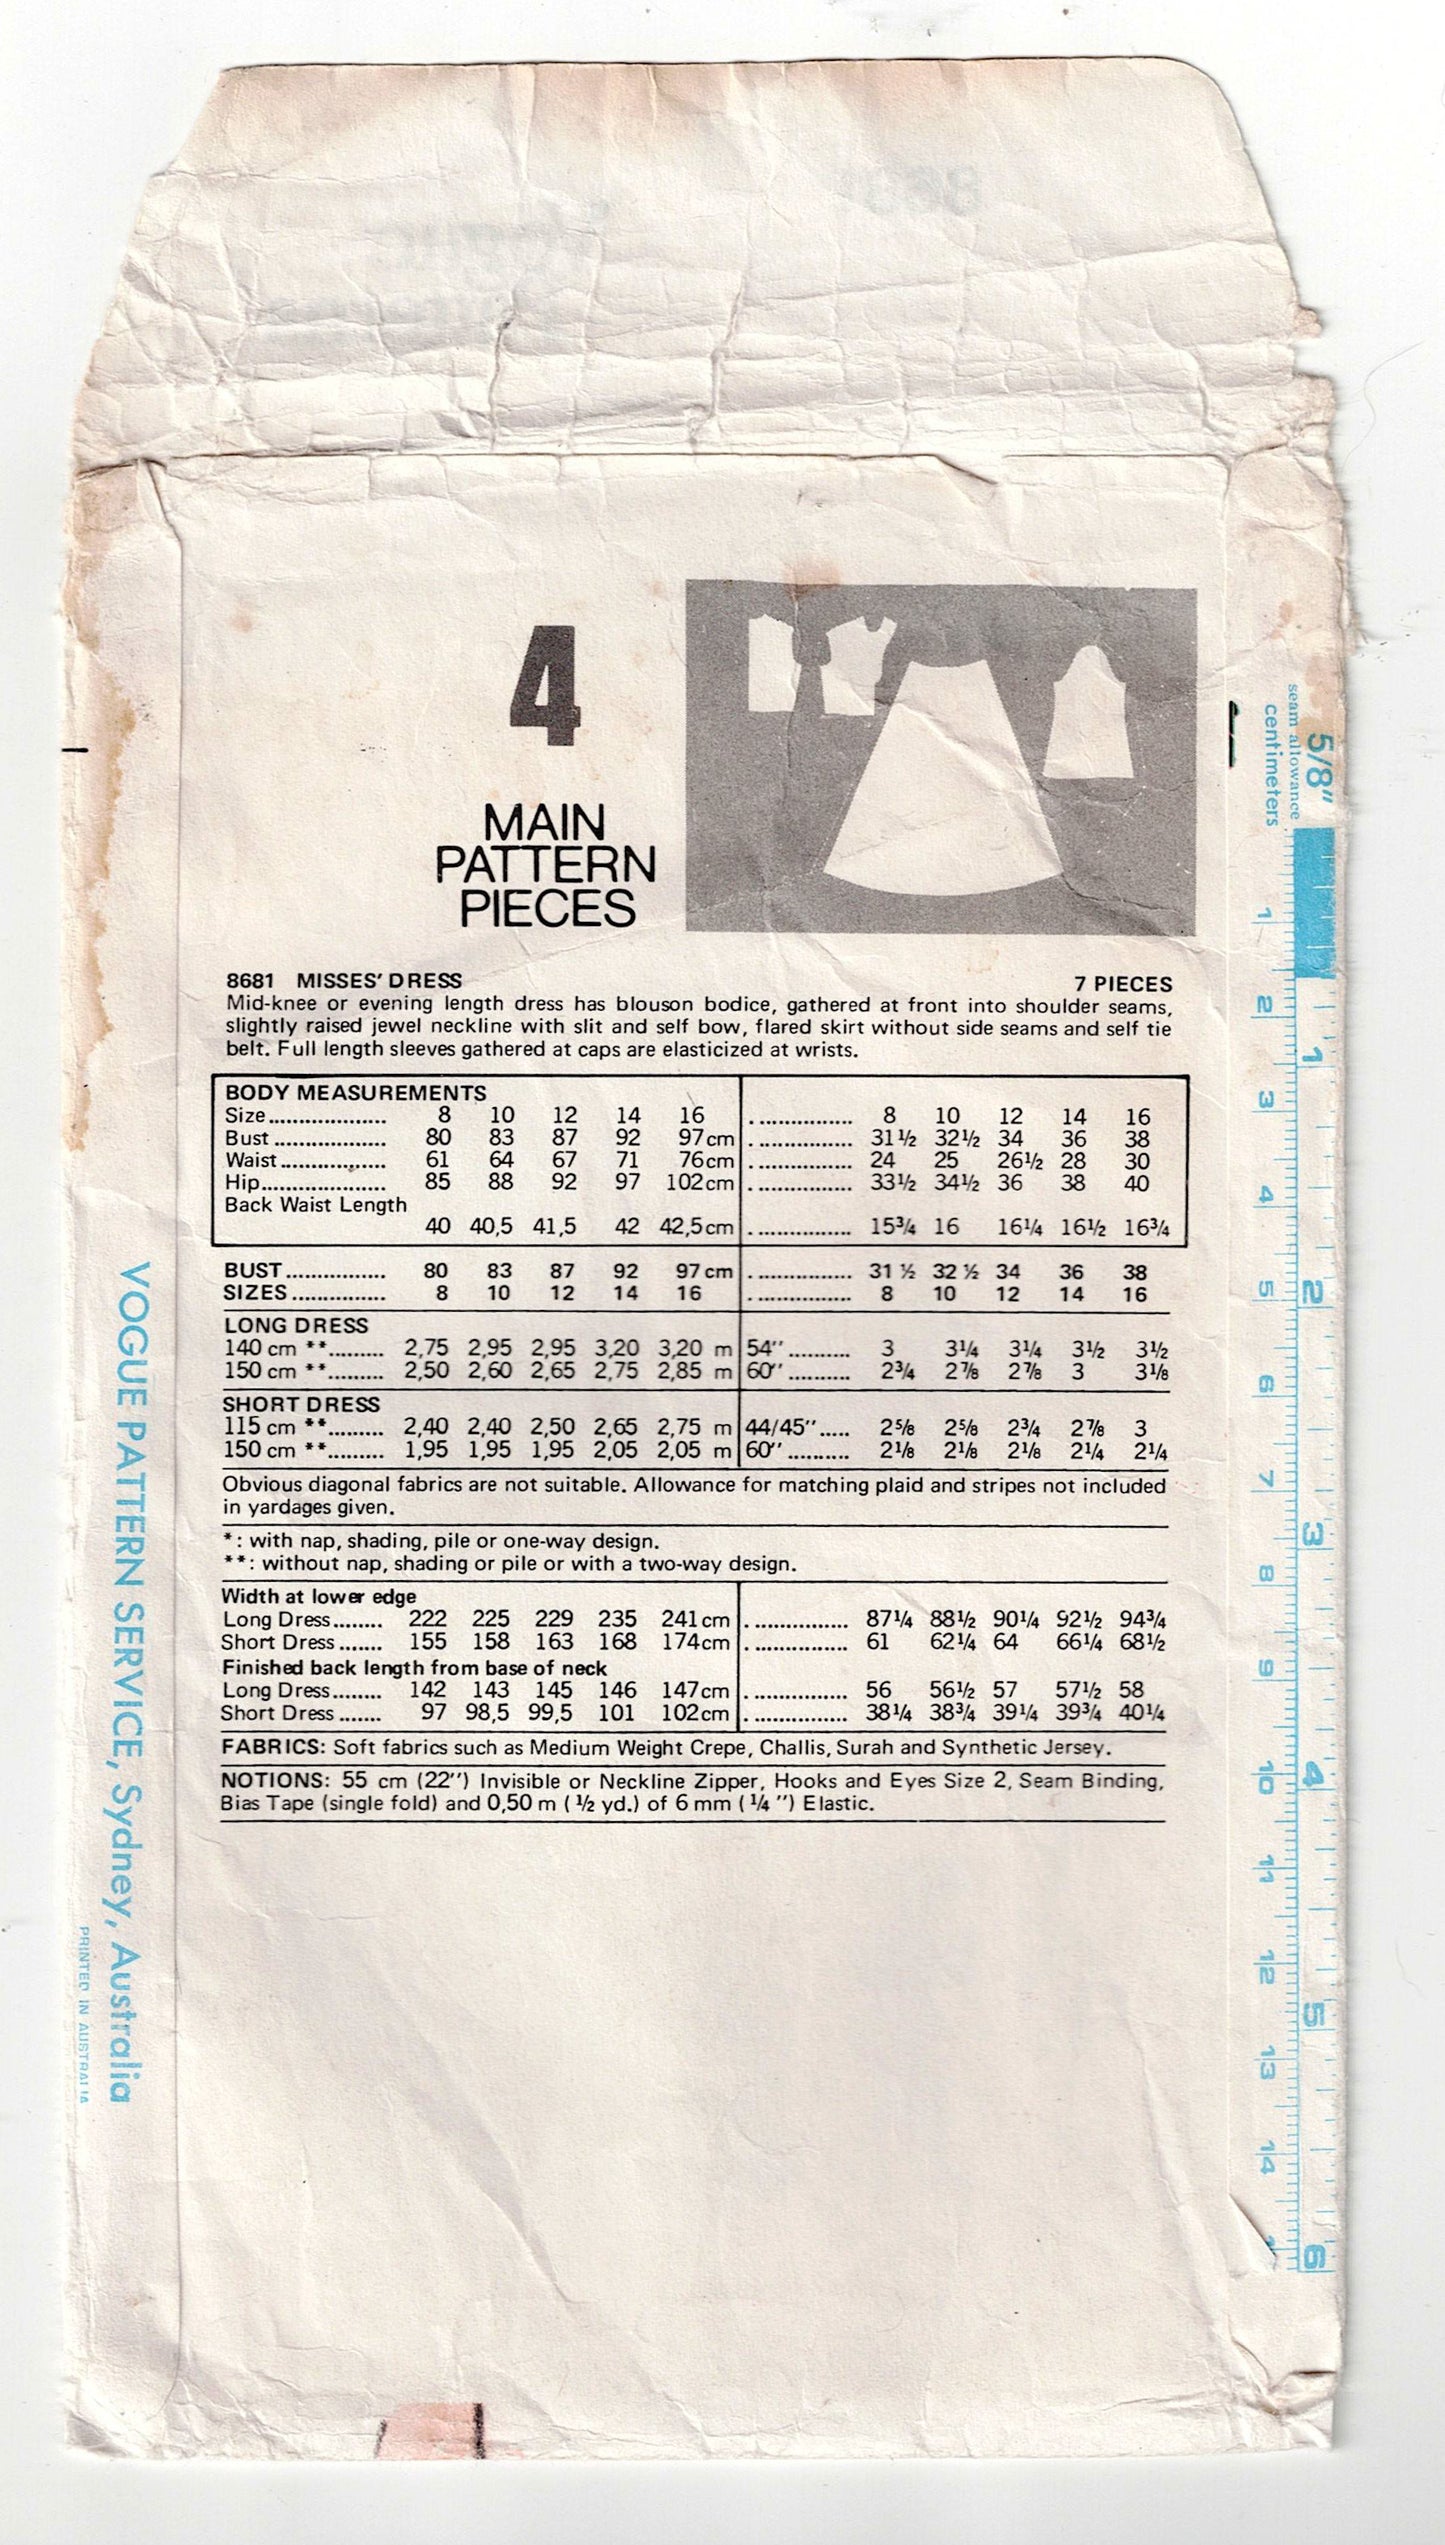 4
MAIN
PATTERN
PIECES
8681 MISSES' DRESS 7 PIECES
Mid-knee or evening length dress has blouson bodice, gathered at front into shoulder seams,
slightly raised jewel neckline with slit and self bow, flared skirt without side seams and self tie
belt. Full length sleeves gathered at caps are elasticized at wrists.
BODY MEASUREMENTS
Size................... 8 10 12 14 16 ................ 8 10 12 14 16
Bust .................. 80 83 87 92 97cm ................ 31½ 32½ 34 36 38
Waist................. 61 64 67 71 76cm ................ 24 25 26½ 28 30
Hip.................... 85 88 92 97 102cm ................ 33½ 34½ 36 38 40
Back Waist Length
40 40,5 41,5 42 42,5cm ................ 15¾ 16 16¼ 16½ 16¾
BUST................ 80 83 87 92 97cm ................ 31 ½ 32 ½ 34 36 38
SIZES............... 8 10 12 14 16 ................ 8 10 12 14 16
LONG DRESS
140 cm **......... 2,75 2,95 2,95 3,20 3,20 m 54" .......... 3 3¼ 3¼ 3½ 3½
150 cm **......... 2,50 2,60 2,65 2,75 2,85 m 60" .......... 2¾ 2⅞ 2⅞ 3 3⅛
SHORT DRESS
115 cm **......... 2,40 2,40 2,50 2,65 2,75 m 44/45" ..... 2⅝ 2⅝ 2¾ 2⅞ 3
150 cm **......... 1,95 1,95 1,95 2,05 2,05 m 60" .......... 2⅛ 2⅛ 2⅛ 2¼ 2¼
Obvious diagonal fabrics are not suitable. Allowance for matching plaid and stripes not included
in yardages given.
*: with nap, shading, pile or one-way design.
**: without nap, shading or pile or with a two-way design.
Width at lower edge
Long Dress........ 222 225 229 235 241cm ................ 87¼ 88½ 90¼ 92½ 94¾
Short Dress ....... 155 158 163 168 174cm ................ 61 62¼ 64 66¼ 68½
Finished back length from base of neck
Long Dress........ 142 143 145 146 147cm ................ 56 56½ 57 57½ 58
Short Dress ....... 97 98,5 99,5 101 102cm ................ 38¼ 38¾ 39¼ 39¾ 40¼
FABRICS: Soft fabrics such as Medium Weight Crepe, Challis, Surah and Synthetic Jersey.
NOTIONS: 55 cm (22") Invisible or Neckline Zipper, Hooks and Eyes Size 2, Seam Binding,
Bias Tape (single fold) and 0,50 m ( ½ yd.) of 6 mm ( ¼ ") Elastic.
VOGUE PATTERN SERVICE, Sydney, Australia
PRINTED IN AUSTRALIA
5/8"
seam allowance
centimeters
1 2 3 4 5 6 7 8 9 10 11 12 13 14
1 2 3 4 5 6